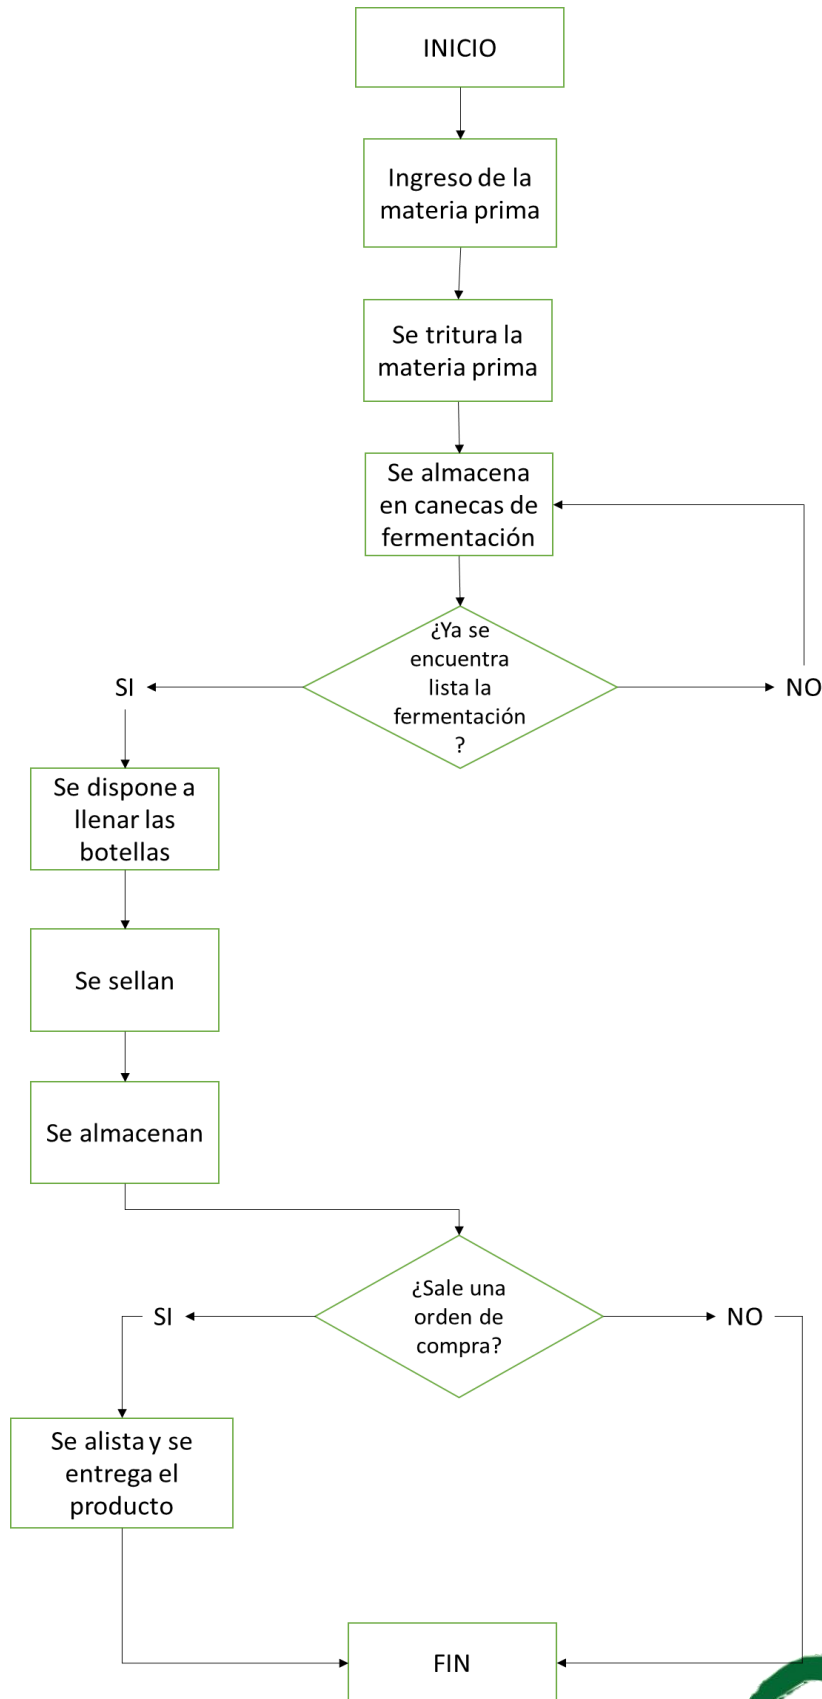 INICIO
Ingreso de la
materia prima
Se tritura la
materia prima
Se almacena
en canecas de
fermentación
¿Ya se
encuentra
lista la
fermentación
?
SI
NO
Se dispone a
llenar las
botellas
Se sellan
Se almacenan
¿Sale una
orden de
compra?
SI
NO
Se alista y se
entrega el
producto
FIN